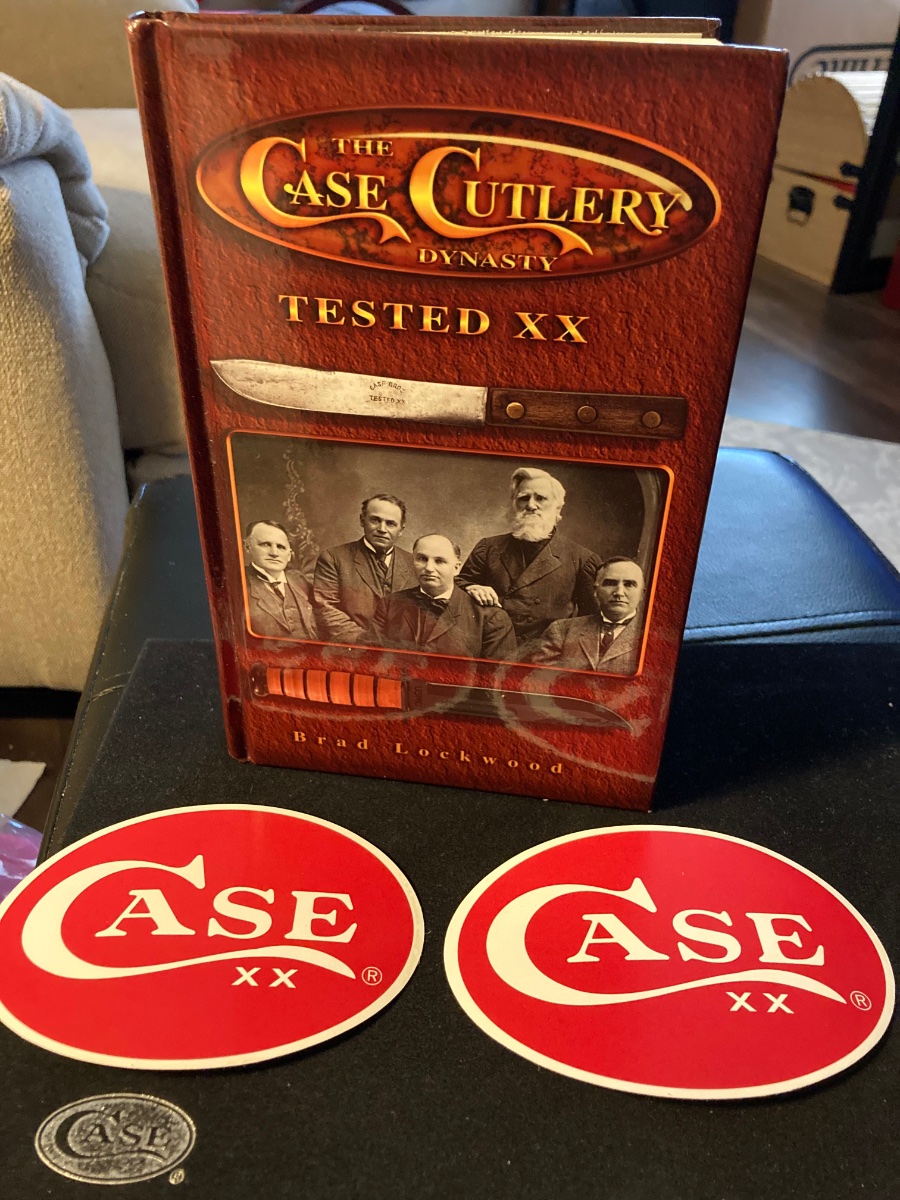 THE
CASE CUTLERY
DYNASTY
TESTED XX
CASE BROS
TESTED XX
Brad Lockwood
CASE
XX
®
CASE
XX
®
CASE
®